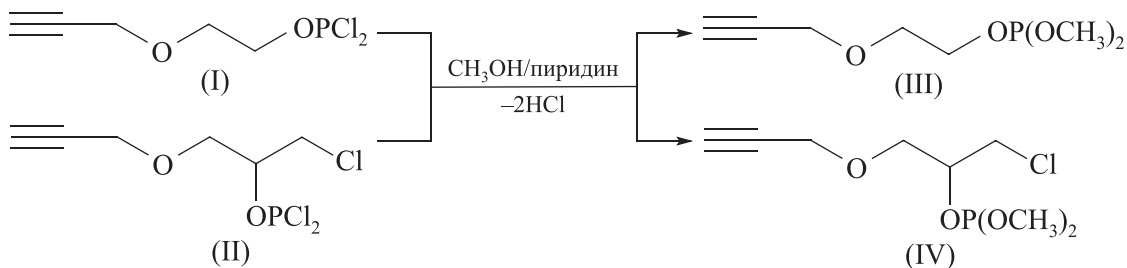 OPCl₂
O
(I)
O
Cl
OPCl₂
(II)
CH₃OH/пиридин
–2HCl
OP(OCH₃)₂
O
(III)
O
Cl
OP(OCH₃)₂
(IV)